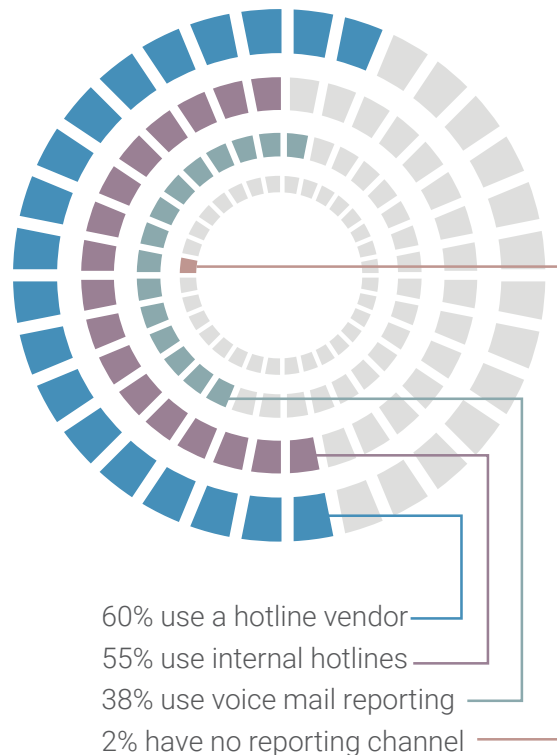 60% use a hotline vendor
55% use internal hotlines
38% use voice mail reporting
2% have no reporting channel